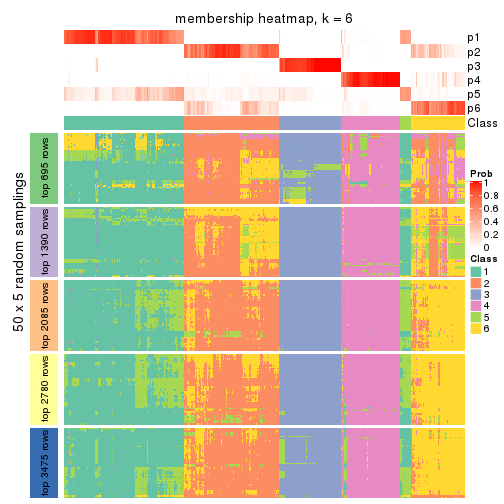 membership heatmap, k = 6
p1
p2
p3
p4
p5
p6
Class
50 x 5 random samplings
top 695 rows
top 1390 rows
top 2085 rows
top 2780 rows
top 3475 rows
Prob
1
0.8
0.6
0.4
0.2
0
Class
1
2
3
4
5
6